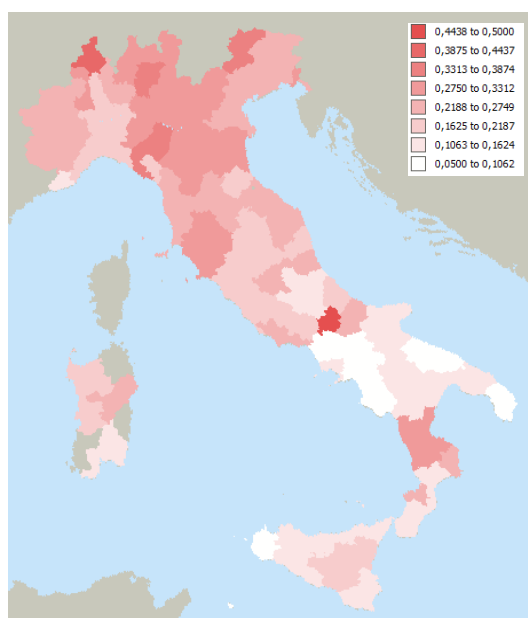 0,4438 to 0,5000
0,3875 to 0,4437
0,3313 to 0,3874
0,2750 to 0,3312
0,2188 to 0,2749
0,1625 to 0,2187
0,1063 to 0,1624
0,0500 to 0,1062